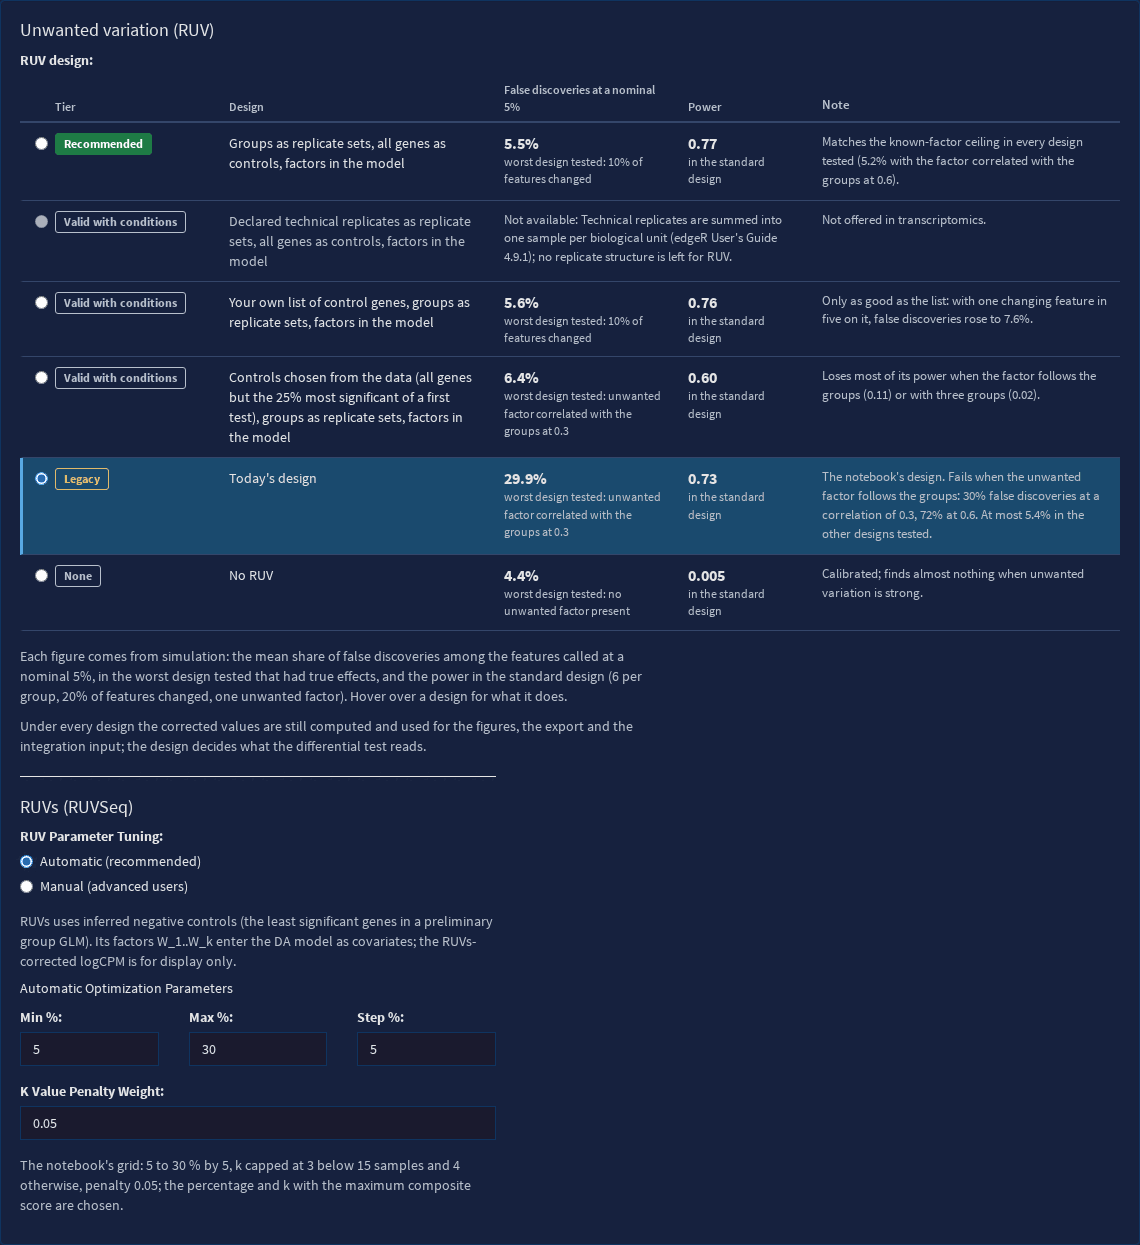 Unwanted variation (RUV)
RUV design:
Tier
Design
False discoveries at a nominal
5%
Power
Note
Recommended
Groups as replicate sets, all genes as
controls, factors in the model
5.5%
worst design tested: 10% of
features changed
0.77
in the standard
design
Matches the known-factor ceiling in every design
tested (5.2% with the factor correlated with the
groups at 0.6).
Valid with conditions
Declared technical replicates as replicate
sets, all genes as controls, factors in the
model
Not available: Technical replicates are summed into
one sample per biological unit (edgeR User's Guide
4.9.1); no replicate structure is left for RUV.
Not offered in transcriptomics.
Valid with conditions
Your own list of control genes, groups as
replicate sets, factors in the model
5.6%
worst design tested: 10% of
features changed
0.76
in the standard
design
Only as good as the list: with one changing feature in
five on it, false discoveries rose to 7.6%.
Valid with conditions
Controls chosen from the data (all genes
but the 25% most significant of a first
test), groups as replicate sets, factors in
the model
6.4%
worst design tested: unwanted
factor correlated with the
groups at 0.3
0.60
in the standard
design
Loses most of its power when the factor follows the
groups (0.11) or with three groups (0.02).
Legacy
Today's design
29.9%
worst design tested: unwanted
factor correlated with the
groups at 0.3
0.73
in the standard
design
The notebook's design. Fails when the unwanted
factor follows the groups: 30% false discoveries at a
correlation of 0.3, 72% at 0.6. At most 5.4% in the
other designs tested.
None
No RUV
4.4%
worst design tested: no
unwanted factor present
0.005
in the standard
design
Calibrated; finds almost nothing when unwanted
variation is strong.
Each figure comes from simulation: the mean share of false discoveries among the features called at a
nominal 5%, in the worst design tested that had true effects, and the power in the standard design (6 per
group, 20% of features changed, one unwanted factor). Hover over a design for what it does.
Under every design the corrected values are still computed and used for the figures, the export and the
integration input; the design decides what the differential test reads.
RUVs (RUVSeq)
RUV Parameter Tuning:
Automatic (recommended)
Manual (advanced users)
RUVs uses inferred negative controls (the least significant genes in a preliminary
group GLM). Its factors W_1..W_k enter the DA model as covariates; the RUVs-
corrected logCPM is for display only.
Automatic Optimization Parameters
Min %:
Max %:
Step %:
5
30
5
K Value Penalty Weight:
0.05
The notebook's grid: 5 to 30 % by 5, k capped at 3 below 15 samples and 4
otherwise, penalty 0.05; the percentage and k with the maximum composite
score are chosen.